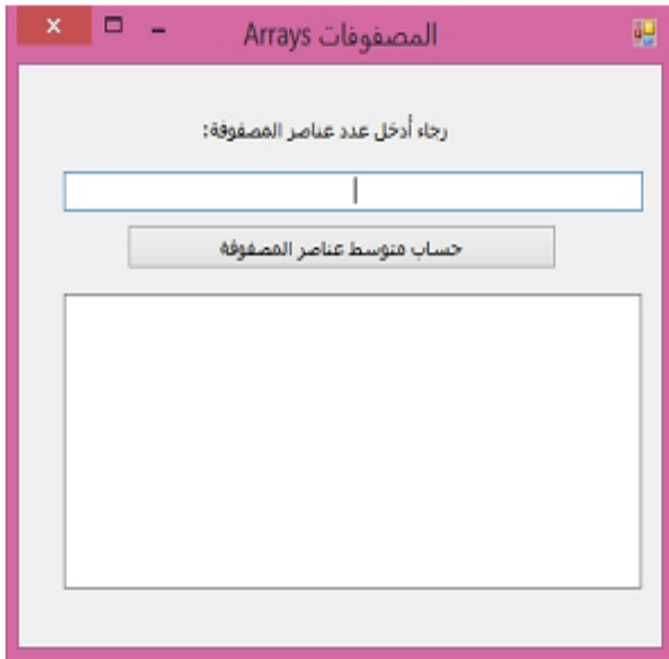 المصفوفات Arrays
رجاء أدخل عدد عناصر المصفوفة:
حساب متوسط عناصر المصفوفة